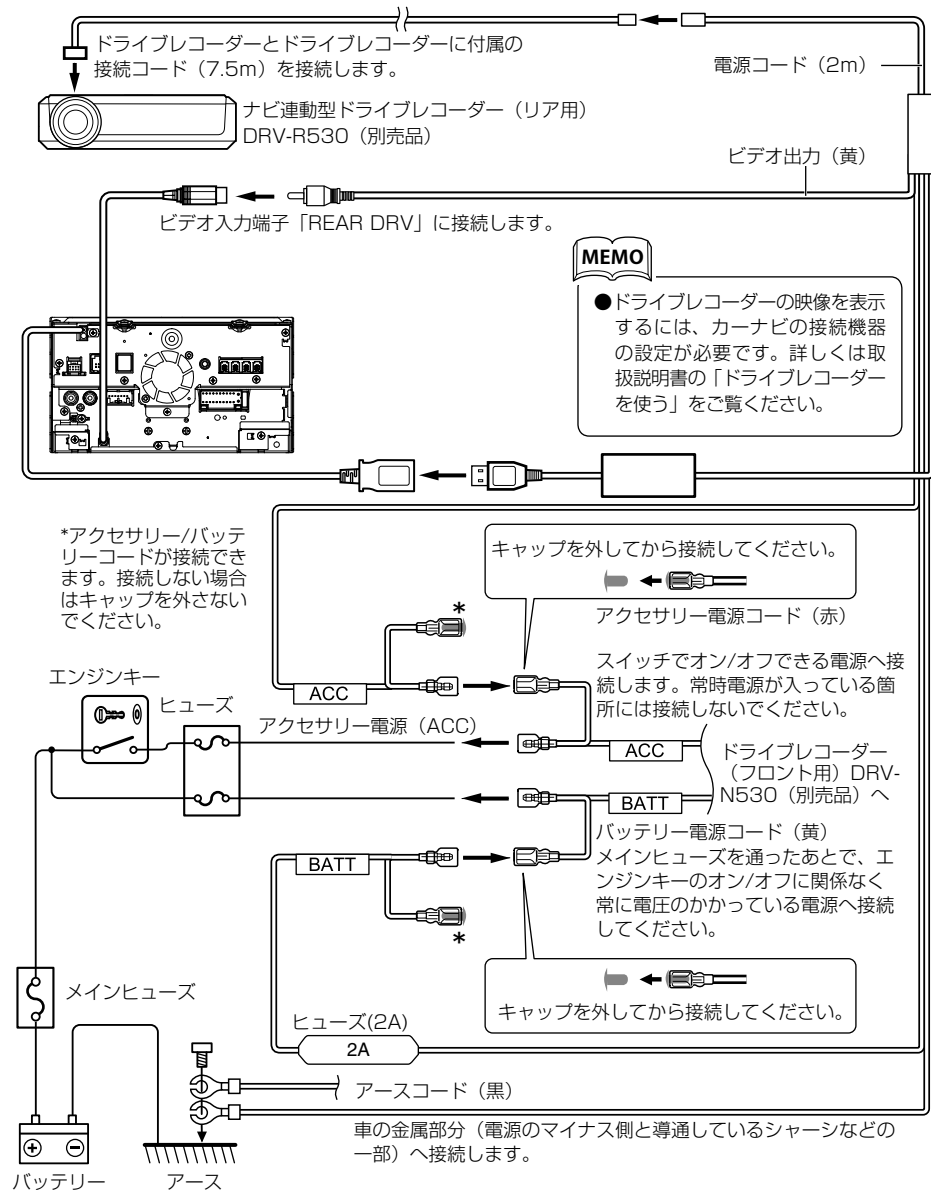 ドライブレコーダーとドライブレコーダーに付属の
接続コード（7.5m）を接続します。
電源コード（2m）
ナビ連動型ドライブレコーダー（リア用）
DRV-R530（別売品）
ビデオ出力（黄）
ビデオ入力端子「REAR DRV」に接続します。
MEMO
●ドライブレコーダーの映像を表示
するには、カーナビの接続機器
の設定が必要です。詳しくは取
扱説明書の「ドライブレコーダー
を使う」をご覧ください。
*アクセサリー/バッテ
リーコードが接続でき
ます。接続しない場合
はキャップを外さない
でください。
キャップを外してから接続してください。
アクセサリー電源コード（赤）
*
スイッチでオン/オフできる電源へ接
続します。常時電源が入っている箇
所には接続しないでください。
エンジンキー
ヒューズ
ACC
アクセサリー電源（ACC）
ACC
ドライブレコーダー
（フロント用）DRV-
N530（別売品）へ
BATT
バッテリー電源コード（黄）
メインヒューズを通ったあとで、エ
ンジンキーのオン/オフに関係なく
常に電圧のかかっている電源へ接続
してください。
BATT
*
メインヒューズ
キャップを外してから接続してください。
ヒューズ(2A)
2A
アースコード（黒）
車の金属部分（電源のマイナス側と導通しているシャーシなどの
一部）へ接続します。
バッテリー
アース